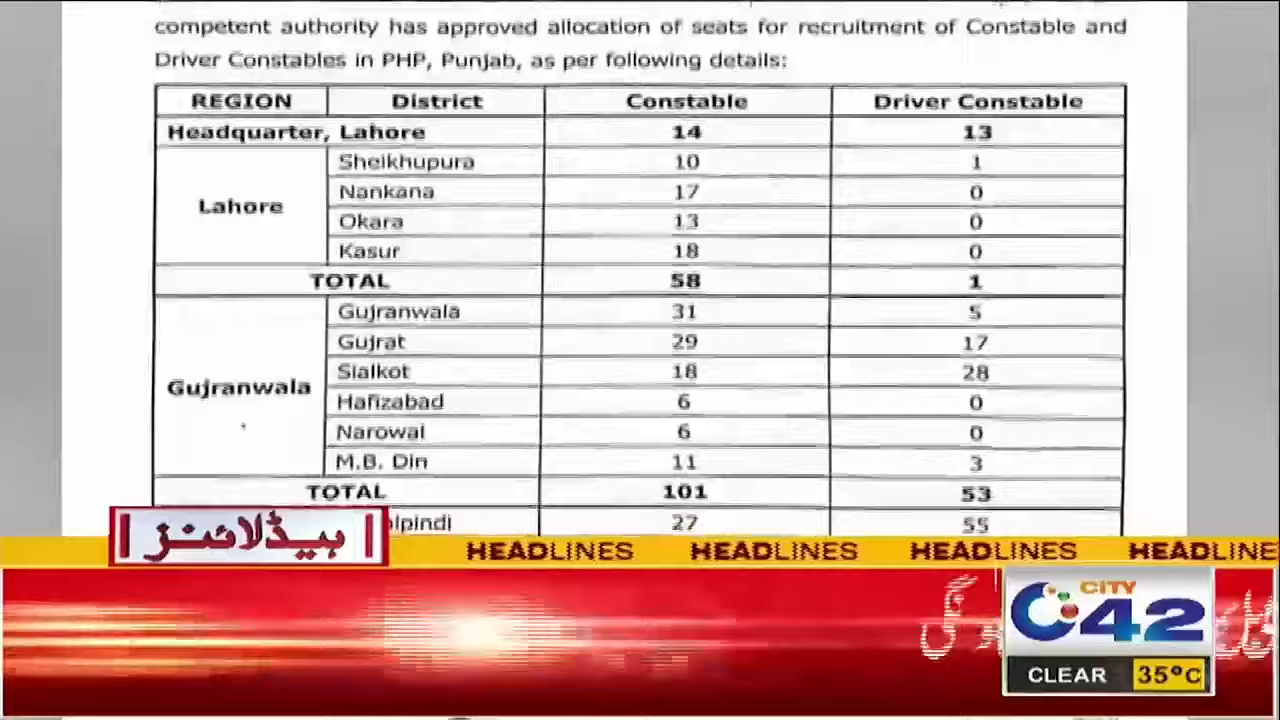 competent authority has approved allocation of seats for recruitment of Constable and
Driver Constables in PHP, Punjab, as per following details:
REGION District Constable Driver Constable
Headquarter, Lahore 14 13
Lahore
Sheikhupura 10 1
Nankana 17 0
Okara 13 0
Kasur 18 0
TOTAL 58 1
Gujranwala
Gujranwala 31 5
Gujrat 29 17
Sialkot 18 28
Hafizabad 6 0
Narowal 6 0
M.B. Din 11 3
TOTAL 101 53
lpindi 27 55
ہیڈلائنز
HEADLINES HEADLINES HEADLINES HEADLINE
CITY
42
CLEAR 35°C